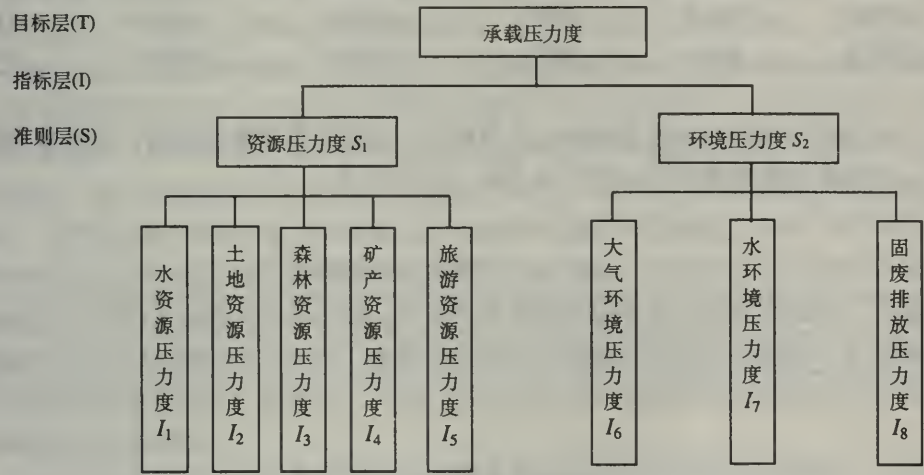 目标层(T)
承载压力度
指标层(I)
准则层(S)
资源压力度 S₁
环境压力度 S₂
水资源压力度 I₁
土地资源压力度 I₂
森林资源压力度 I₃
矿产资源压力度 I₄
旅游资源压力度 I₅
大气环境压力度 I₆
水环境压力度 I₇
固废排放压力度 I₈